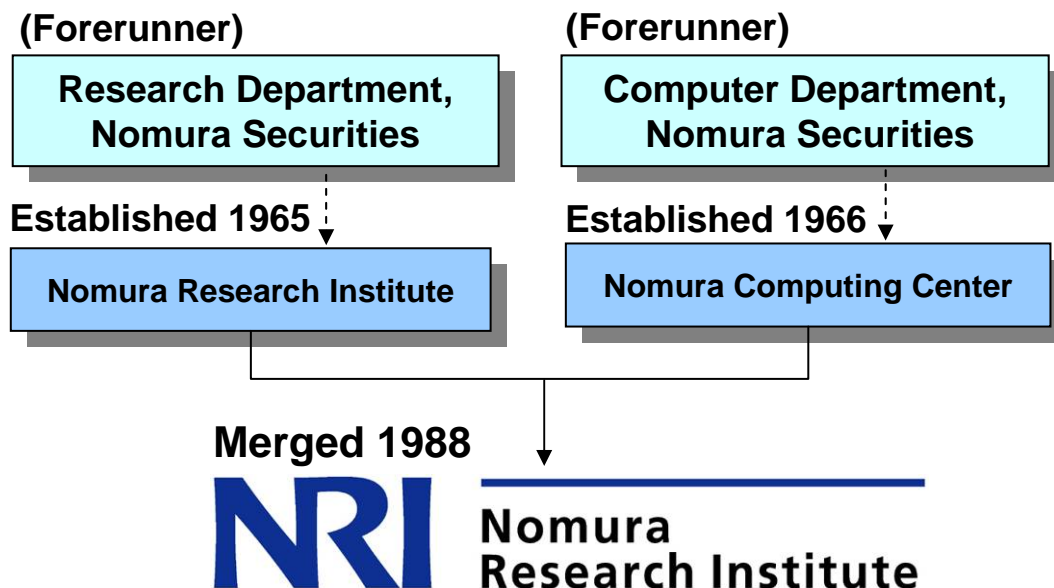 (Forerunner)
Research Department,
Nomura Securities
Established 1965
Nomura Research Institute
(Forerunner)
Computer Department,
Nomura Securities
Established 1966
Nomura Computing Center
Merged 1988
NRI
Nomura
Research Institute